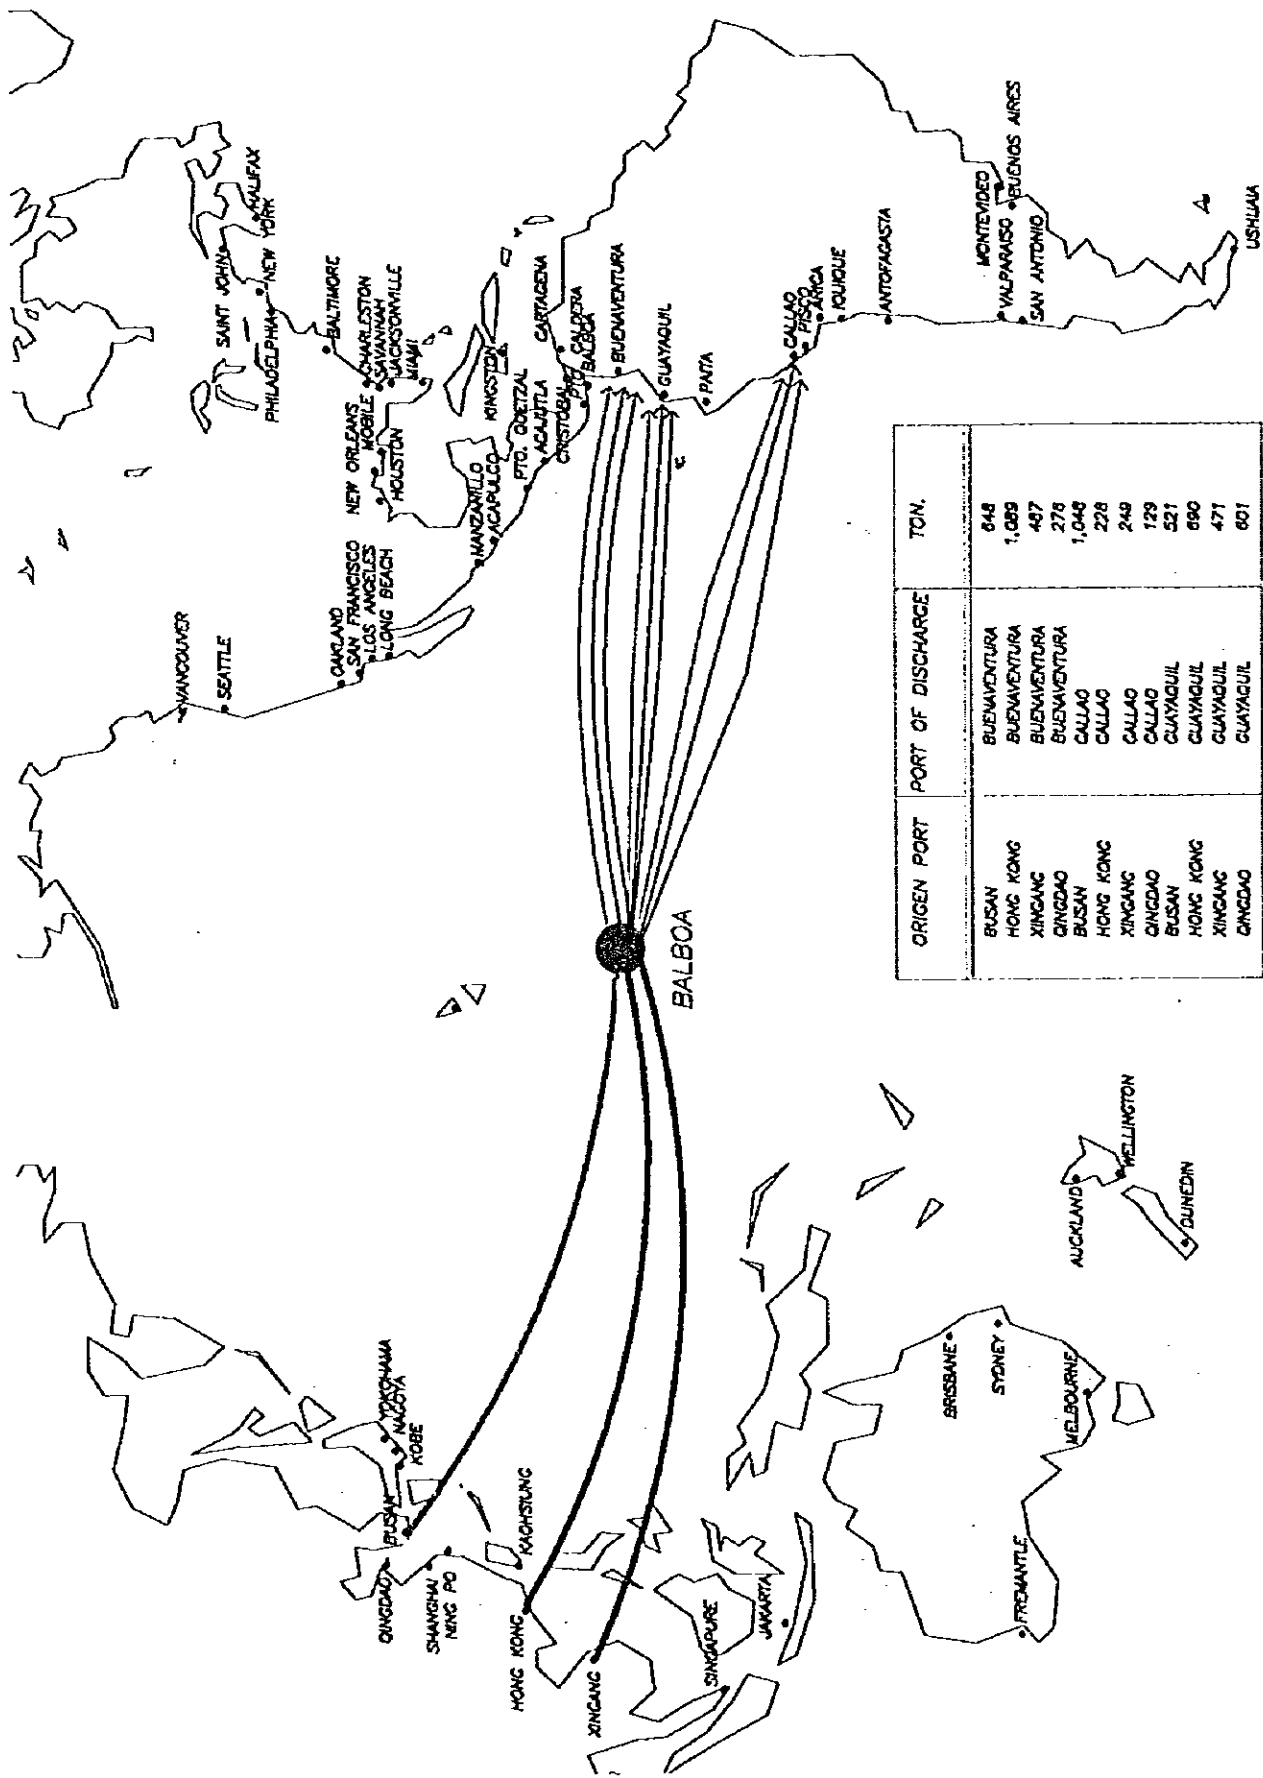 VANCOUVER
SEATTLE
OAKLAND
SAN FRANCISCO
LOS ANGELES
LONG BEACH
NEW ORLEANS
MOBILE
HOUSTON
SAINT JOHN
HALIFAX
NEW YORK
PHILADELPHIA
BALTIMORE
CHARLESTON
SAVANNAH
JACKSONVILLE
MIAMI
KINGSTON
MANZANILLO
ACAPULCO
PTO. QUETZAL
ACAJUTLA
CRISTOBAL
PTO. CALDERA
BALBOA
CARTAGENA
BUENAVENTURA
GUAYAQUIL
PAITA
CALLAO
PISCO
ARICA
IQUIQUE
ANTOFAGASTA
MONTEVIDEO
VALPARAISO
BUENOS AIRES
SAN ANTONIO
USHUAIA
BALBOA
YOKOHAMA
NAGOYA
KOBE
BUSAN
QINGDAO
SHANGHAI
NING PO
KAOHSIUNG
HONG KONG
XINGANG
SINGAPURE
JAKARTA
BRISBANE
SYDNEY
MELBOURNE
FREMANTLE
AUCKLAND
WELLINGTON
DUNEDIN
ORIGEN PORT PORT OF DISCHARGE TON.
BUSAN BUENAVENTURA 648
HONG KONG BUENAVENTURA 1,089
XINGANG BUENAVENTURA 487
QINGDAO BUENAVENTURA 278
BUSAN CALLAO 1,048
HONG KONG CALLAO 228
XINGANG CALLAO 249
QINGDAO CALLAO 129
BUSAN GUAYAQUIL 521
HONG KONG GUAYAQUIL 690
XINGANG GUAYAQUIL 471
QINGDAO GUAYAQUIL 601